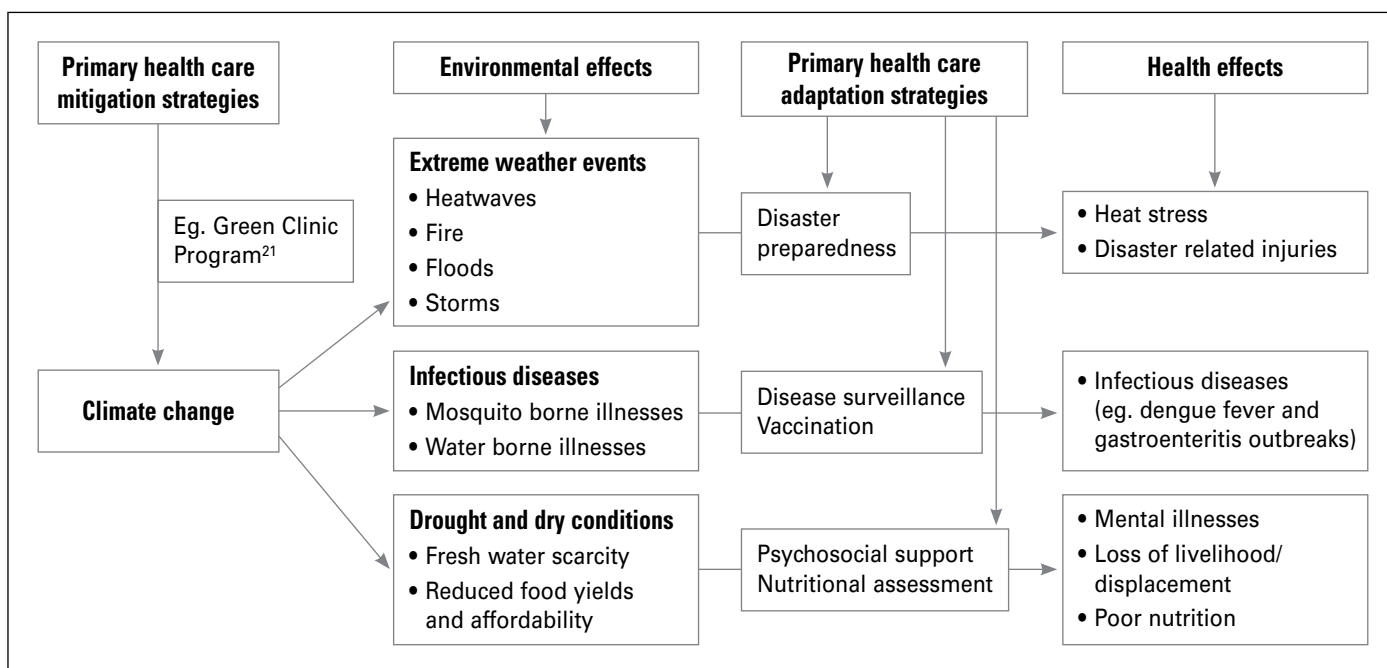 Primary health care
mitigation strategies
Environmental effects
Primary health care
adaptation strategies
Health effects
Eg. Green Clinic
Program21
Climate change
Extreme weather events
• Heatwaves
• Fire
• Floods
• Storms
Disaster
preparedness
• Heat stress
• Disaster related injuries
Infectious diseases
• Mosquito borne illnesses
• Water borne illnesses
Disease surveillance
Vaccination
• Infectious diseases
(eg. dengue fever and
gastroenteritis outbreaks)
Drought and dry conditions
• Fresh water scarcity
• Reduced food yields
and affordability
Psychosocial support
Nutritional assessment
• Mental illnesses
• Loss of livelihood/
displacement
• Poor nutrition